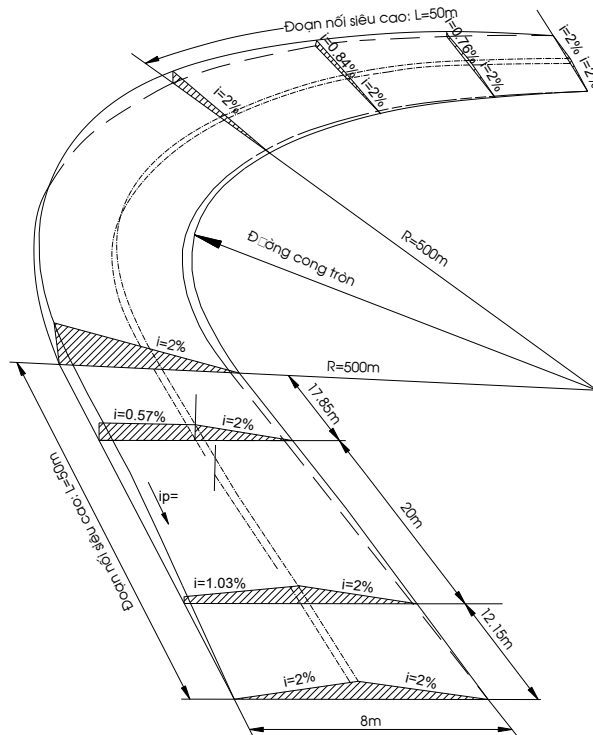 Đoạn nối siêu cao: L=50m
i=0.84%
i=2%
i=0.76%
i=2%
i=2%
i=2%
i=2%
R=500m
Đ□ờng cong tròn
i=2%
R=500m
17.85m
i=0.57%
i=2%
Đoạn nối siêu cao: L=50m
ip=
20m
i=1.03%
i=2%
12.15m
i=2%
i=2%
8m